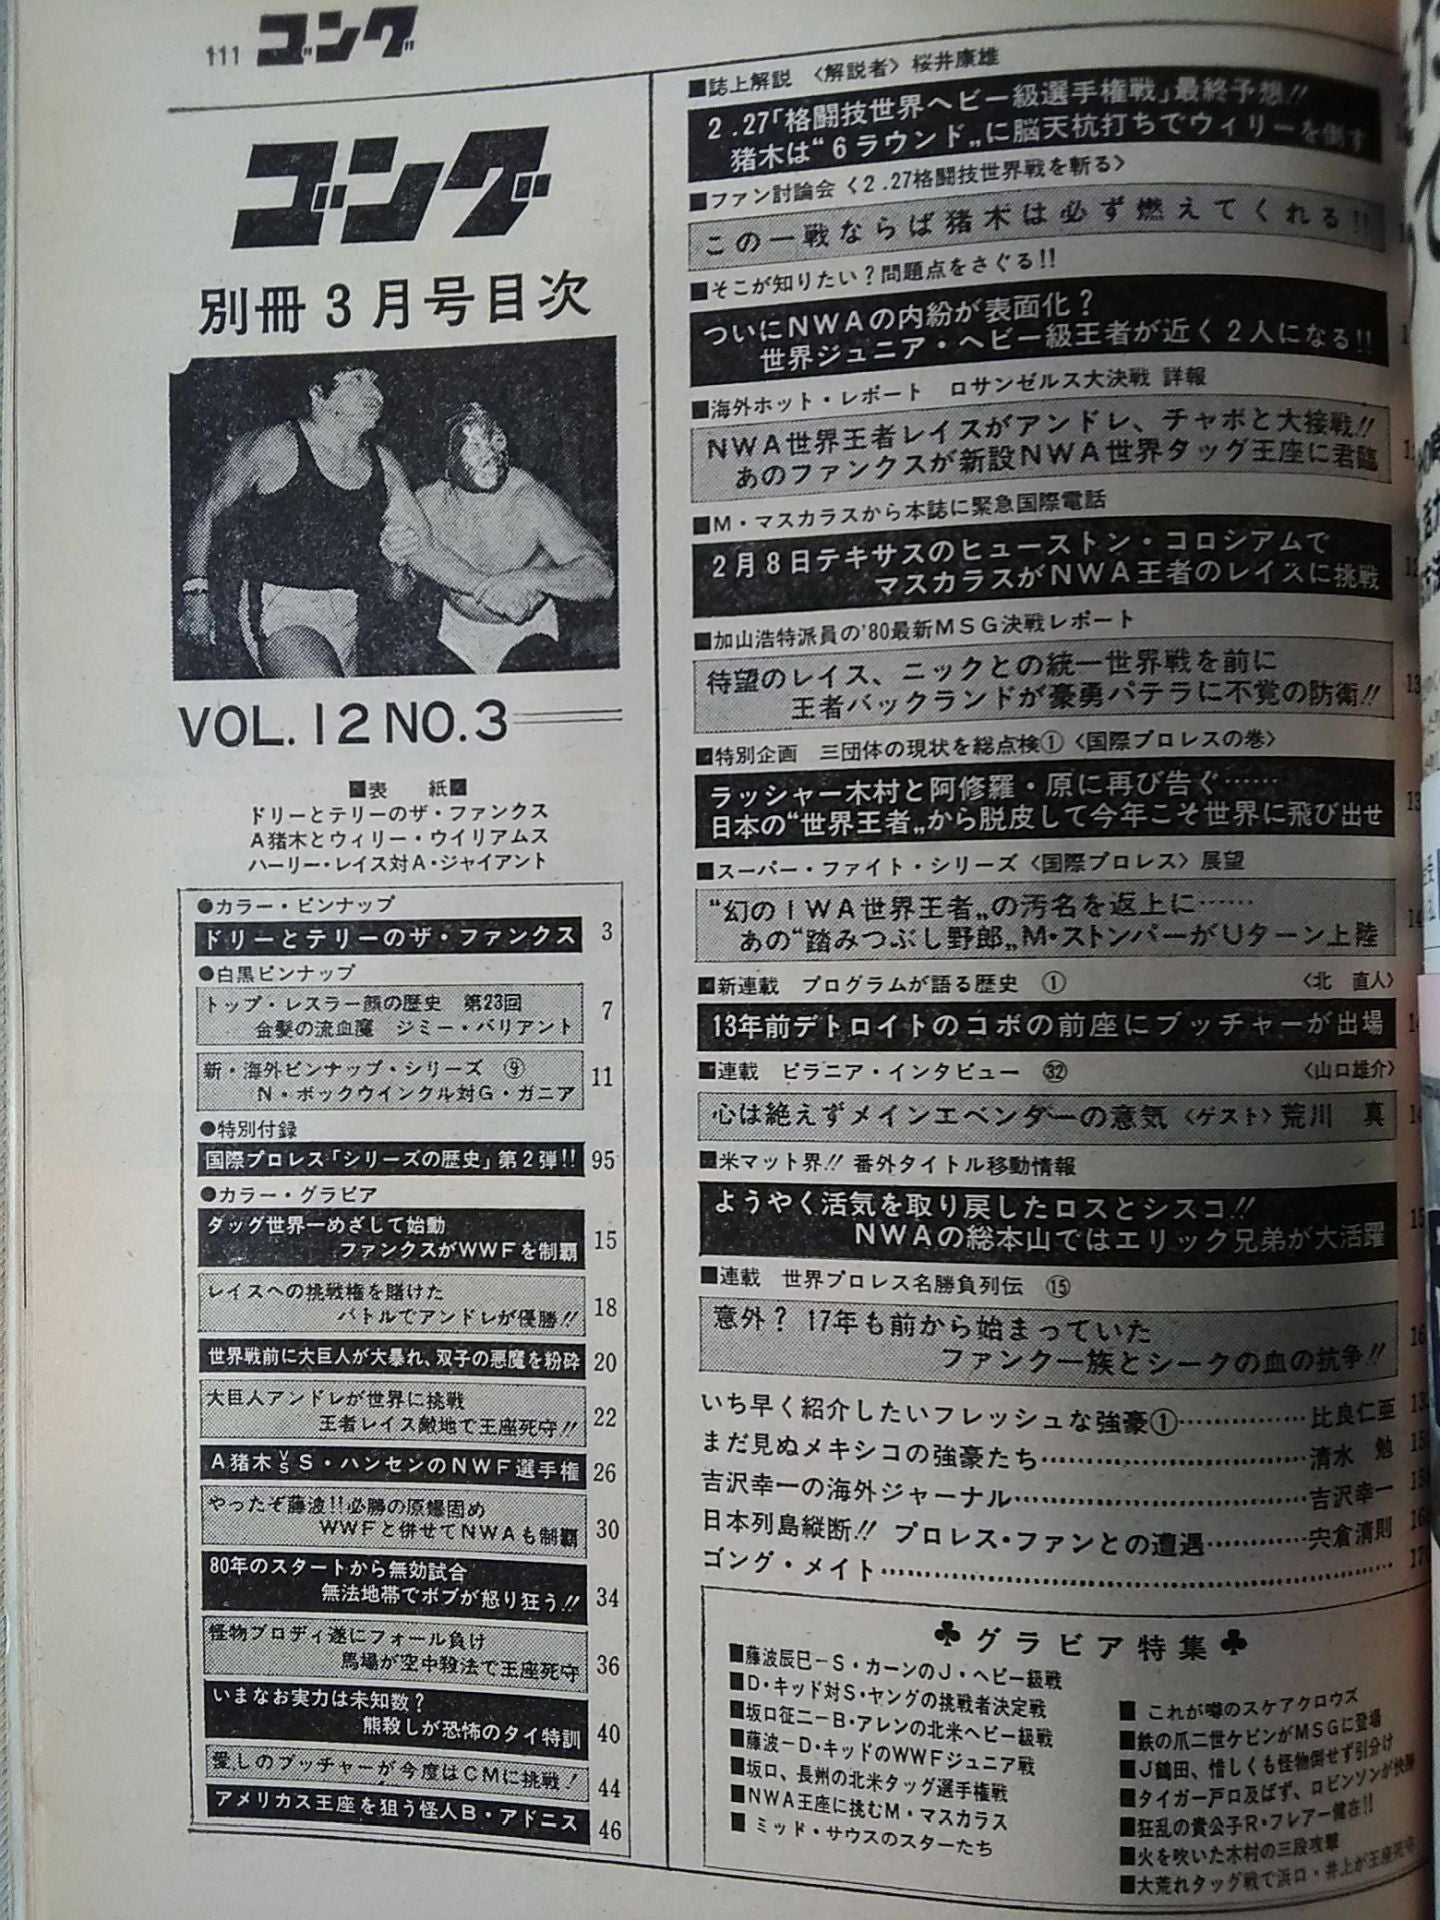 111 ゴング
ゴング
別冊3月号目次
VOL.12 NO.3
■表 紙■
ドリーとテリーのザ・ファンクス
A猪木とウィリー・ウイリアムス
ハーリー・レイス対A・ジャイアント
●カラー・ピンナップ
ドリーとテリーのザ・ファンクス 3
●白黒ピンナップ
トップ・レスラー顔の歴史 第23回
金髪の流血魔 ジミー・バリアント 7
新・海外ピンナップ・シリーズ ⑨
N・ボックウインクル対G・ガニア 11
●特別付録
国際プロレス「シリーズの歴史」第2弾!! 95
●カラー・グラビア
タッグ世界一めざして始動
ファンクスがWWFを制覇 15
レイスへの挑戦権を賭けた
バトルでアンドレが優勝!! 18
世界戦前に大巨人が大暴れ、双子の悪魔を粉砕 20
大巨人アンドレが世界に挑戦
王者レイス敵地で王座死守!! 22
A猪木VSS・ハンセンのNWF選手権 26
やったぞ藤波!!必勝の原爆固め
WWFと併せてNWAも制覇 30
80年のスタートから無効試合
無法地帯でボブが怒り狂う!! 34
怪物ブロディ遂にフォール負け
馬場が空中殺法で王座死守 36
いまなお実力は未知数?
熊殺しが恐怖のタイ特訓 40
愛しのブッチャーが今度はCMに挑戦! 44
アメリカス王座を狙う怪人B・アドニス 46
■誌上解説 〈解説者〉桜井康雄
2.27「格闘技世界ヘビー級選手権戦」最終予想!!
猪木は“6ラウンド„に脳天杭打ちでウィリーを倒す
■ファン討論会〈2.27格闘技世界戦を斬る〉
この一戦ならば猪木は必ず燃えてくれる!!
■そこが知りたい?問題点をさぐる!!
ついにNWAの内紛が表面化?
世界ジュニア・ヘビー級王者が近く2人になる!!
■海外ホット・レポート ロサンゼルス大決戦 詳報
NWA世界王者レイスがアンドレ、チャボと大接戦!!
あのファンクスが新設NWA世界タッグ王座に君臨
■M・マスカラスから本誌に緊急国際電話
2月8日テキサスのヒューストン・コロシアムで
マスカラスがNWA王者のレイスに挑戦
■加山浩特派員の'80最新MSG決戦レポート
待望のレイス、ニックとの統一世界戦を前に
王者バックランドが豪勇パテラに不覚の防衛!!
■特別企画 三団体の現状を総点検①〈国際プロレスの巻〉
ラッシャー木村と阿修羅・原に再び告ぐ……
日本の“世界王者„から脱皮して今年こそ世界に飛び出せ
■スーパー・ファイト・シリーズ〈国際プロレス〉展望
“幻のIWA世界王者„の汚名を返上に……
あの“踏みつぶし野郎„M・ストンパーがUターン上陸
■新連載 プログラムが語る歴史 ① 〈北 直人〉
13年前デトロイトのコボの前座にブッチャーが出場
■連載 ピラニア・インタビュー ㉜ 〈山口雄介〉
心は絶えずメインエベンダーの意気〈ゲスト〉荒川 真
■米マット界!! 番外タイトル移動情報
ようやく活気を取り戻したロスとシスコ!!
NWAの総本山ではエリック兄弟が大活躍
■連載 世界プロレス名勝負列伝 ⑮
意外? 17年も前から始まっていた
ファンク一族とシークの血の抗争!!
いち早く紹介したいフレッシュな強豪①……………比良仁亜
まだ見ぬメキシコの強豪たち……………清水 勉
吉沢幸一の海外ジャーナル……………吉沢幸一
日本列島縦断!! プロレス・ファンとの遭遇…………宍倉清則
ゴング・メイト……………
♣グラビア特集♣
■藤波辰巳−S・カーンのJ・ヘビー級戦
■D・キッド対S・ヤングの挑戦者決定戦
■坂口征二−B・アレンの北米ヘビー級戦
■藤波−D・キッドのWWFジュニア戦
■坂口、長州の北米タッグ選手権戦
■NWA王座に挑むM・マスカラス
■ミッド・サウスのスターたち
■これが噂のスケアクロウズ
■鉄の爪二世ケビンがMSGに登場
■J鶴田、惜しくも怪物倒せず引分け
■タイガー戸口及ばず、ロビンソンが快勝
■狂乱の貴公子R・フレアー健在!!
■火を吹いた木村の三段攻撃
■大荒れタッグ戦で浜口・井上が王座死守